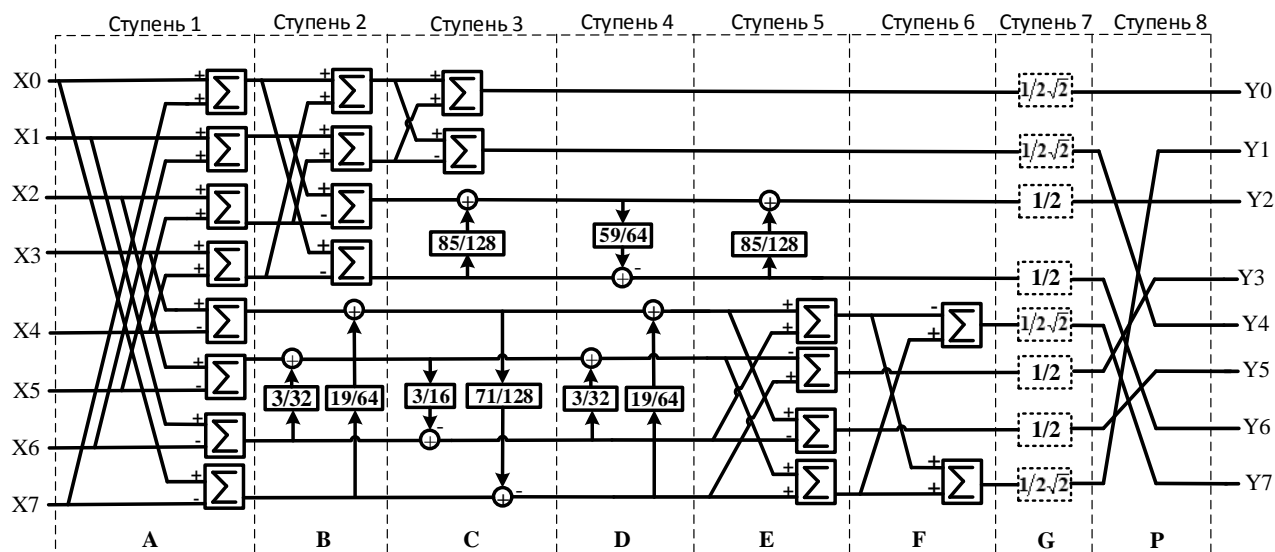 Ступень 1 Ступень 2 Ступень 3 Ступень 4 Ступень 5 Ступень 6 Ступень 7 Ступень 8
X0 + Σ + Σ + Σ 1/2√2 Y0
+ + +
X1 + Σ + Σ + Σ 1/2√2 Y1
+ + -
X2 + Σ + Σ + + 1/2 Y2
+ -
85/128 59/64 85/128
X3 + Σ + Σ + - 1/2 Y3
+ -
X4 + Σ + + + Σ - Σ 1/2√2 Y4
- + +
X5 + Σ + + - Σ 1/2 Y5
- +
3/32 19/64 3/16 71/128 3/32 19/64
X6 + Σ + - + Σ 1/2 Y6
- -
X7 + Σ + - + Σ + Σ 1/2√2 Y7
- + +
A B C D E F G P